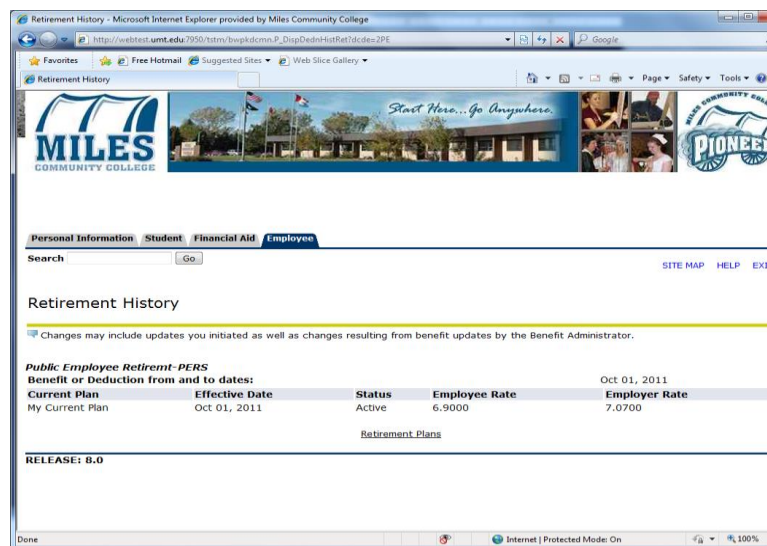 Retirement History - Microsoft Internet Explorer provided by Miles Community College
http://webtest.umt.edu:7950/tstm/bwpkdcmn.P_DispDednHistRet?dcde=2PE
Google
Favorites Free Hotmail Suggested Sites Web Slice Gallery
Retirement History Page Safety Tools
MILES
COMMUNITY COLLEGE
Start Here...Go Anywhere.
COMMUNITY COL
PIONEE
Personal Information Student Financial Aid Employee
Search Go
SITE MAP HELP EXI
Retirement History
Changes may include updates you initiated as well as changes resulting from benefit updates by the Benefit Administrator.
Public Employee Retiremt-PERS
Benefit or Deduction from and to dates: Oct 01, 2011
Current Plan Effective Date Status Employee Rate Employer Rate
My Current Plan Oct 01, 2011 Active 6.9000 7.0700
Retirement Plans
RELEASE: 8.0
Done Internet | Protected Mode: On 100%